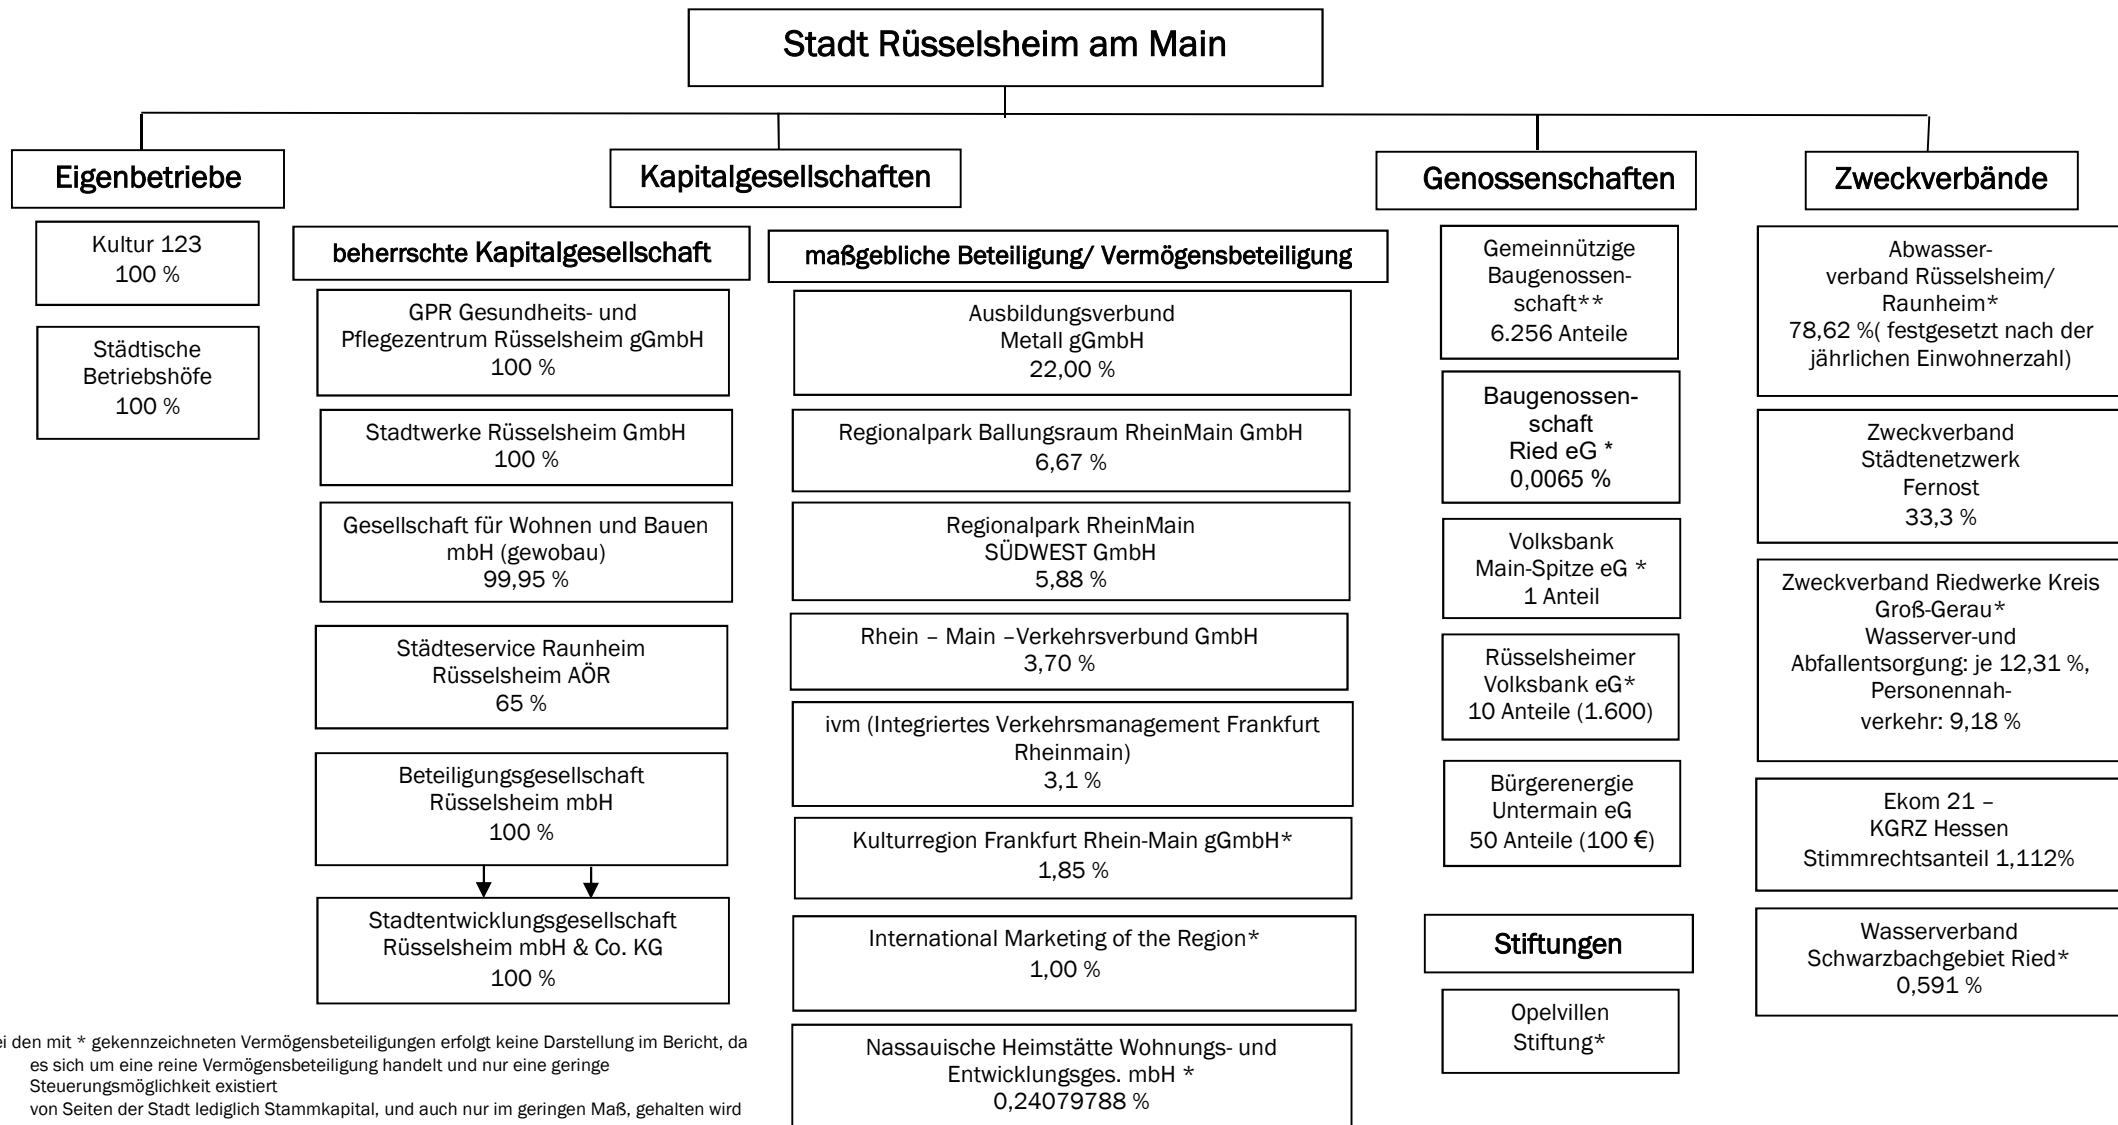 Stadt Rüsselsheim am Main
Eigenbetriebe
Kultur 123
100 %
Städtische
Betriebshöfe
100 %
Kapitalgesellschaften
beherrschte Kapitalgesellschaft
GPR Gesundheits- und
Pflegezentrum Rüsselsheim gGmbH
100 %
Stadtwerke Rüsselsheim GmbH
100 %
Gesellschaft für Wohnen und Bauen
mbH (gewobau)
99,95 %
Städteservice Raunheim
Rüsselsheim AÖR
65 %
Beteiligungsgesellschaft
Rüsselsheim mbH
100 %
Stadtentwicklungsgesellschaft
Rüsselsheim mbH & Co. KG
100 %
maßgebliche Beteiligung/ Vermögensbeteiligung
Ausbildungsverbund
Metall gGmbH
22,00 %
Regionalpark Ballungsraum RheinMain GmbH
6,67 %
Regionalpark RheinMain
SÜDWEST GmbH
5,88 %
Rhein – Main –Verkehrsverbund GmbH
3,70 %
ivm (Integriertes Verkehrsmanagement Frankfurt
Rheinmain)
3,1 %
Kulturregion Frankfurt Rhein-Main gGmbH*
1,85 %
International Marketing of the Region*
1,00 %
Nassauische Heimstätte Wohnungs- und
Entwicklungsges. mbH *
0,24079788 %
Genossenschaften
Gemeinnützige
Baugenossen-
schaft**
6.256 Anteile
Baugenossen-
schaft
Ried eG *
0,0065 %
Volksbank
Main-Spitze eG *
1 Anteil
Rüsselsheimer
Volksbank eG*
10 Anteile (1.600)
Bürgerenergie
Untermain eG
50 Anteile (100 €)
Stiftungen
Opelvillen
Stiftung*
Zweckverbände
Abwasser-
verband Rüsselsheim/
Raunheim*
78,62 %( festgesetzt nach der
jährlichen Einwohnerzahl)
Zweckverband
Städtenetzwerk
Fernost
33,3 %
Zweckverband Riedwerke Kreis
Groß-Gerau*
Wasserver-und
Abfallentsorgung: je 12,31 %,
Personennah-
verkehr: 9,18 %
Ekom 21 –
KGRZ Hessen
Stimmrechtsanteil 1,112%
Wasserverband
Schwarzbachgebiet Ried*
0,591 %
ei den mit * gekennzeichneten Vermögensbeteiligungen erfolgt keine Darstellung im Bericht, da
es sich um eine reine Vermögensbeteiligung handelt und nur eine geringe
Steuerungsmöglichkeit existiert
von Seiten der Stadt lediglich Stammkapital, und auch nur im geringen Maß, gehalten wird